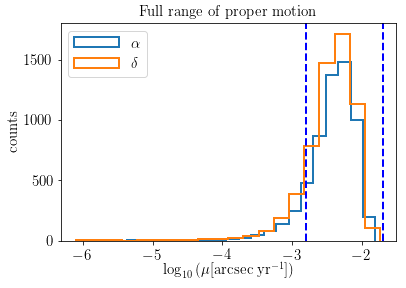 Full range of proper motion
α
δ
counts
1500
1000
500
0
−6
−5
−4
−3
−2
log₁₀(μ[arcsec yr⁻¹])